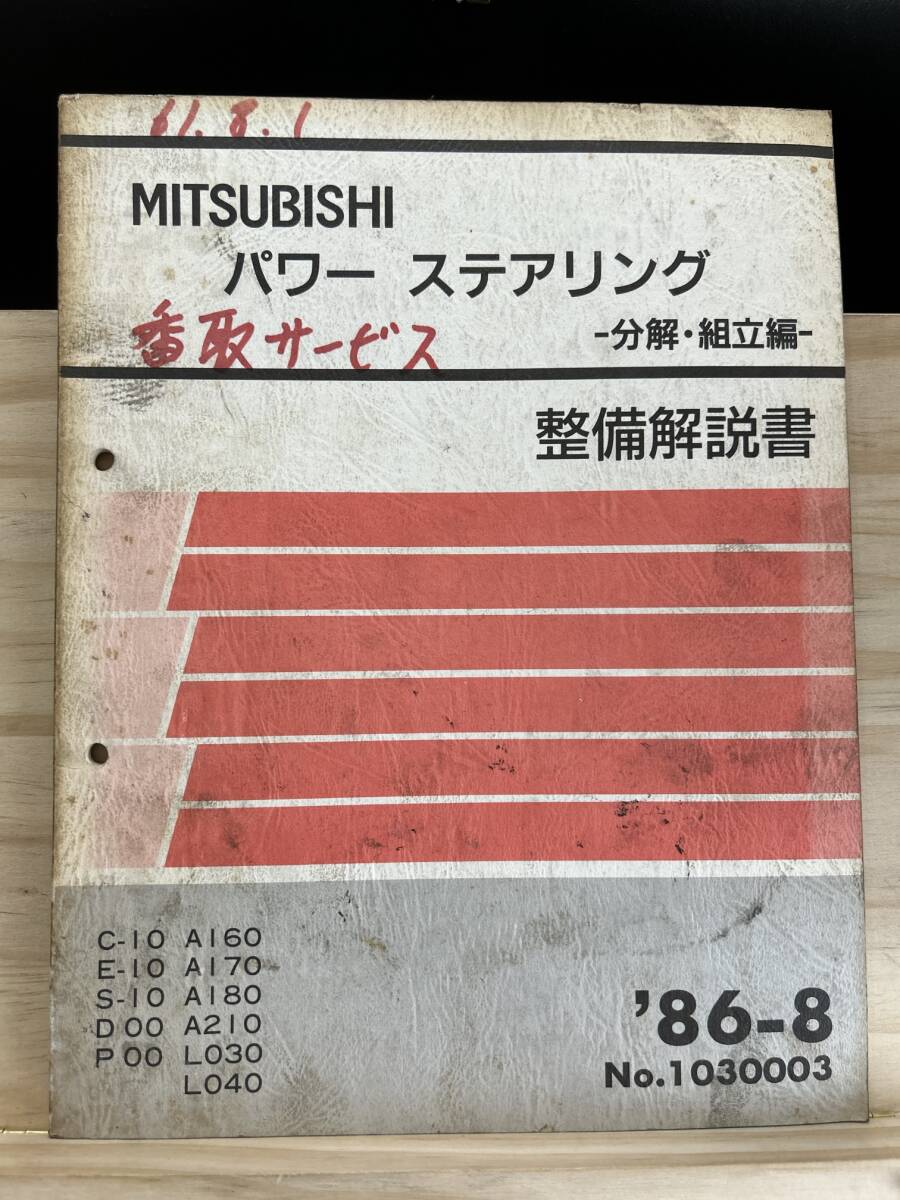 61.8.1
MITSUBISHI
パワー ステアリング
-分解・組立編-
香取サービス
整備解説書
C-10 A160
E-10 A170
S-10 A180
D00 A210
P00 L030
L040
'86-8
No.1030003